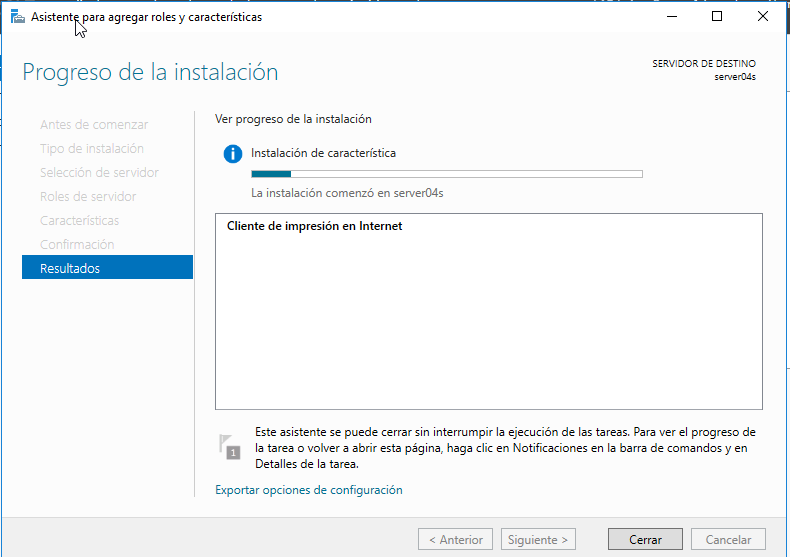 Asistente para agregar roles y características
Progreso de la instalación
SERVIDOR DE DESTINO
server04s
Antes de comenzar
Tipo de instalación
Selección de servidor
Roles de servidor
Características
Confirmación
Resultados
Ver progreso de la instalación
Instalación de característica
La instalación comenzó en server04s
Cliente de impresión en Internet
1
Este asistente se puede cerrar sin interrumpir la ejecución de las tareas. Para ver el progreso de
la tarea o volver a abrir esta página, haga clic en Notificaciones en la barra de comandos y en
Detalles de la tarea.
Exportar opciones de configuración
< Anterior
Siguiente >
Cerrar
Cancelar